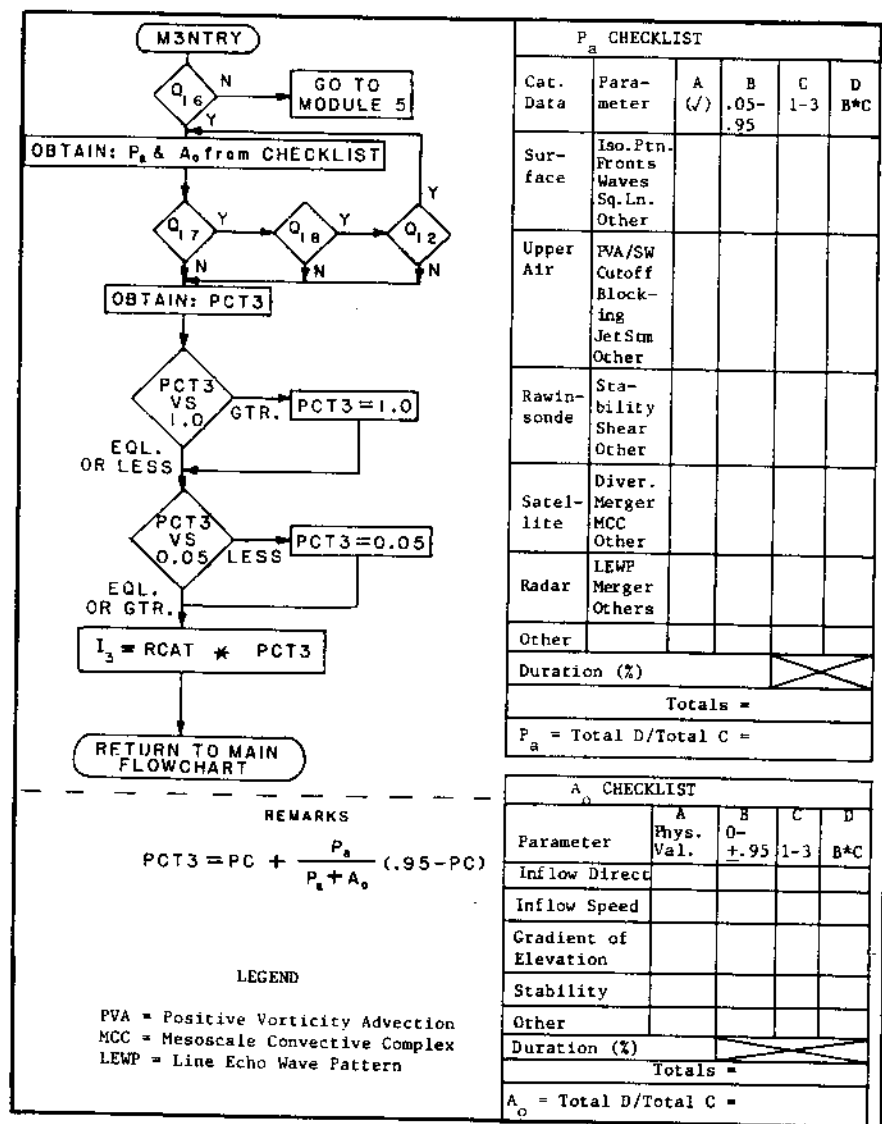 M3NTRY
Q16
N
GO TO
MODULE 5
Y
OBTAIN: Pa & Ao from CHECKLIST
Y
Q17
Y
Q18
Y
Q12
N
N
N
OBTAIN: PCT3
PCT3
VS
1.0
GTR.
PCT3=1.0
EQL.
OR LESS
PCT3
VS
0.05
LESS
PCT3=0.05
EQL.
OR GTR.
I3 = RCAT * PCT3
RETURN TO MAIN
FLOWCHART
REMARKS
PCT3 = PC + Pa / (Pa + Ao) (.95-PC)
LEGEND
PVA = Positive Vorticity Advection
MCC = Mesoscale Convective Complex
LEWP = Line Echo Wave Pattern
Pa CHECKLIST
Cat. Data
Para-meter
A (√)
B .05-.95
C 1-3
D B*C
Sur-
face
Iso.Ptn.
Fronts
Waves
Sq.Ln.
Other
Upper
Air
PVA/SW
Cutoff
Block-
ing
JetStm
Other
Rawin-
sonde
Sta-
bility
Shear
Other
Satel-
lite
Diver.
Merger
MCC
Other
Radar
LEWP
Merger
Others
Other
Duration (%)
Totals =
Pa = Total D/Total C =
Ao CHECKLIST
Parameter
A Phys. Val.
B 0-±.95
C 1-3
D B*C
Inflow Direct
Inflow Speed
Gradient of
Elevation
Stability
Other
Duration (%)
Totals =
Ao = Total D/Total C =